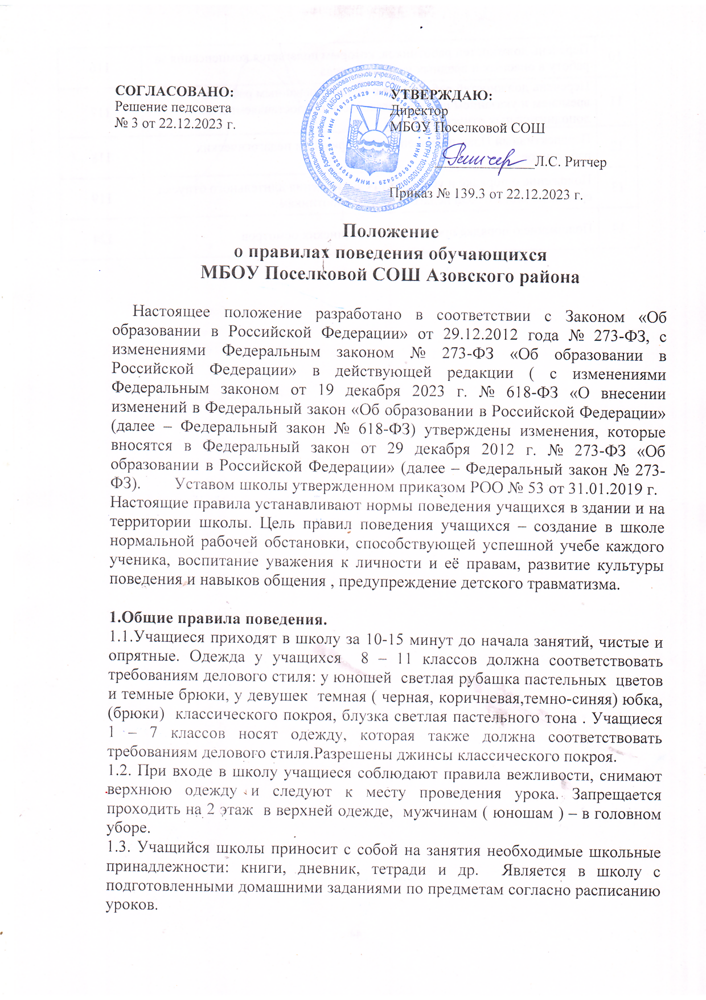 СОГЛАСОВАНО:
Решение педсовета
№ 3 от 22.12.2023 г.
УТВЕРЖДАЮ:
Директор
МБОУ Поселковой СОШ
Л.С. Ритчер
Приказ № 139.3 от 22.12.2023 г.
Положение
о правилах поведения обучающихся
МБОУ Поселковой СОШ Азовского района
Настоящее положение разработано в соответствии с Законом «Об
образовании в Российской Федерации» от 29.12.2012 года № 273-ФЗ, с
изменениями Федеральным законом № 273-ФЗ «Об образовании в
Российской Федерации» в действующей редакции ( с изменениями
Федеральным законом от 19 декабря 2023 г. № 618-ФЗ «О внесении
изменений в Федеральный закон «Об образовании в Российской Федерации»
(далее – Федеральный закон № 618-ФЗ) утверждены изменения, которые
вносятся в Федеральный закон от 29 декабря 2012 г. № 273-ФЗ «Об
образовании в Российской Федерации» (далее – Федеральный закон № 273-
ФЗ). Уставом школы утвержденном приказом РОО № 53 от 31.01.2019 г.
Настоящие правила устанавливают нормы поведения учащихся в здании и на
территории школы. Цель правил поведения учащихся – создание в школе
нормальной рабочей обстановки, способствующей успешной учебе каждого
ученика, воспитание уважения к личности и её правам, развитие культуры
поведения и навыков общения , предупреждение детского травматизма.
1.Общие правила поведения.
1.1.Учащиеся приходят в школу за 10-15 минут до начала занятий, чистые и
опрятные. Одежда у учащихся 8 – 11 классов должна соответствовать
требованиям делового стиля: у юношей светлая рубашка пастельных цветов
и темные брюки, у девушек темная ( черная, коричневая,темно-синяя) юбка,
(брюки) классического покроя, блузка светлая пастельного тона . Учащиеся
1 – 7 классов носят одежду, которая также должна соответствовать
требованиям делового стиля.Разрешены джинсы классического покроя.
1.2. При входе в школу учащиеся соблюдают правила вежливости, снимают
верхнюю одежду и следуют к месту проведения урока. Запрещается
проходить на 2 этаж в верхней одежде, мужчинам ( юношам ) – в головном
уборе.
1.3. Учащийся школы приносит с собой на занятия необходимые школьные
принадлежности: книги, дневник, тетради и др. Является в школу с
подготовленными домашними заданиями по предметам согласно расписанию
уроков.